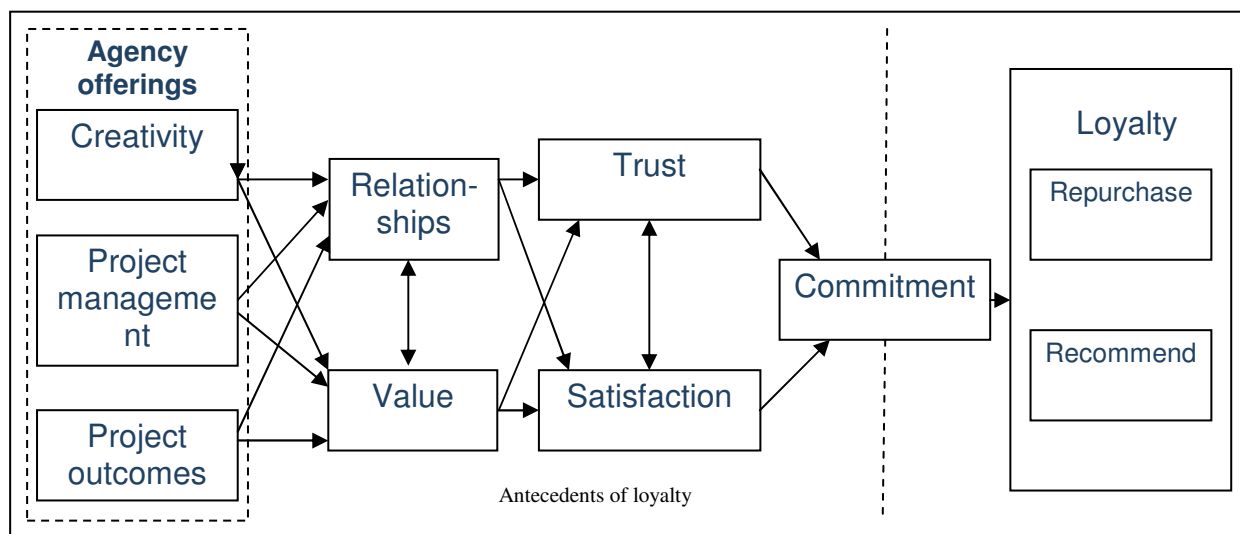 Agency
offerings
Creativity
Project
manageme
nt
Project
outcomes
Relation-
ships
Value
Trust
Satisfaction
Commitment
Loyalty
Repurchase
Recommend
Antecedents of loyalty